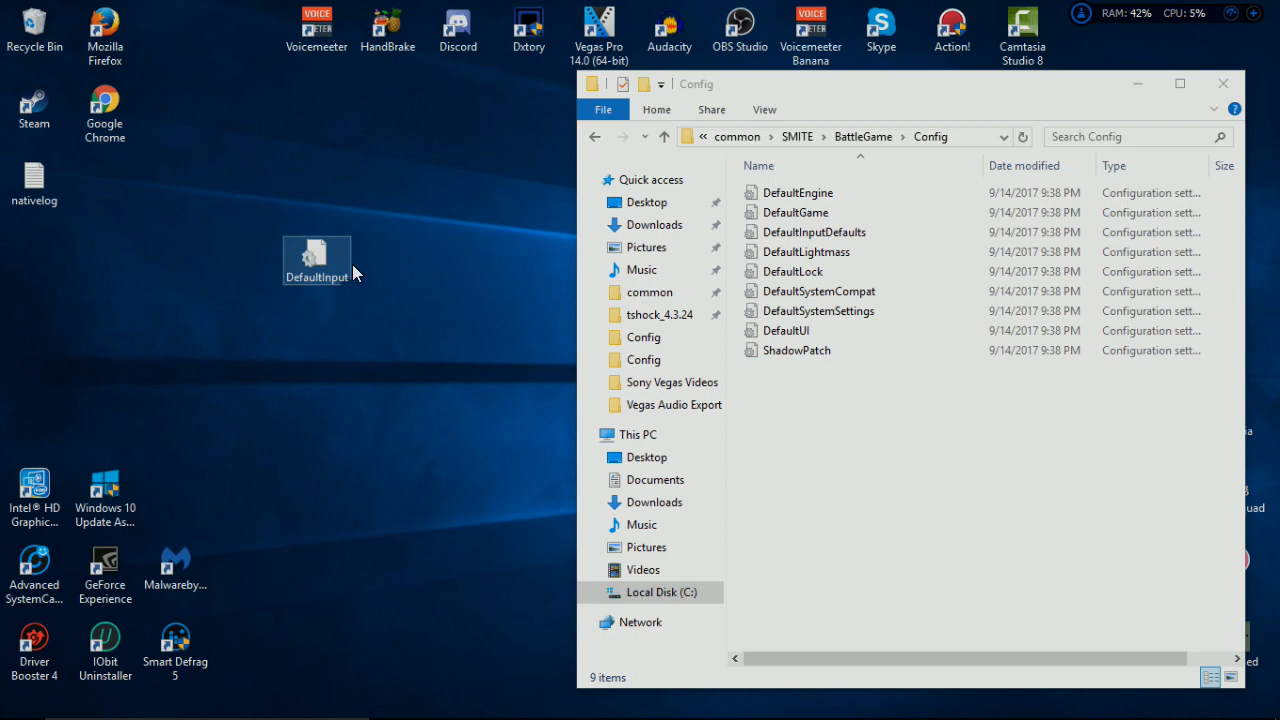 Recycle Bin
Mozilla
Firefox
VOICE
MEETER
Voicemeeter
HandBrake
Discord
Dxtory
Vegas Pro
14.0 (64-bit)
Audacity
OBS Studio
VOICE
MEETER
Voicemeeter
Banana
Skype
Action!
Camtasia
Studio 8
RAM: 42% CPU: 5%
Steam
Google
Chrome
nativelog
DefaultInput
Intel® HD
Graphic...
Windows 10
Update As...
Advanced
SystemCa...
GeForce
Experience
Malwareby...
Driver
Booster 4
IObit
Uninstaller
Smart Defrag
5
Config
File Home Share View
« common > SMITE > BattleGame > Config
Search Config
Name Date modified Type Size
DefaultEngine 9/14/2017 9:38 PM Configuration sett...
DefaultGame 9/14/2017 9:38 PM Configuration sett...
DefaultInputDefaults 9/14/2017 9:38 PM Configuration sett...
DefaultLightmass 9/14/2017 9:38 PM Configuration sett...
DefaultLock 9/14/2017 9:38 PM Configuration sett...
DefaultSystemCompat 9/14/2017 9:38 PM Configuration sett...
DefaultSystemSettings 9/14/2017 9:38 PM Configuration sett...
DefaultUI 9/14/2017 9:38 PM Configuration sett...
ShadowPatch 9/14/2017 9:38 PM Configuration sett...
Quick access
Desktop
Downloads
Pictures
Music
common
tshock_4.3.24
Config
Config
Sony Vegas Videos
Vegas Audio Export
This PC
Desktop
Documents
Downloads
Music
Pictures
Videos
Local Disk (C:)
Network
9 items